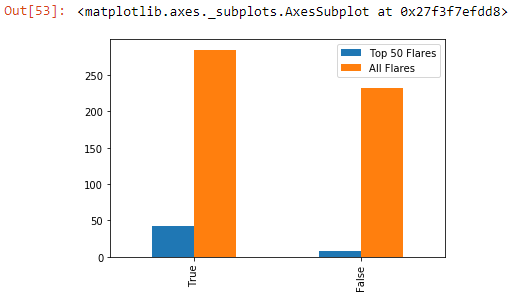 Out[53]: <matplotlib.axes._subplots.AxesSubplot at 0x27f3f7efdd8>
Top 50 Flares
All Flares
250
200
150
100
50
0
True
False